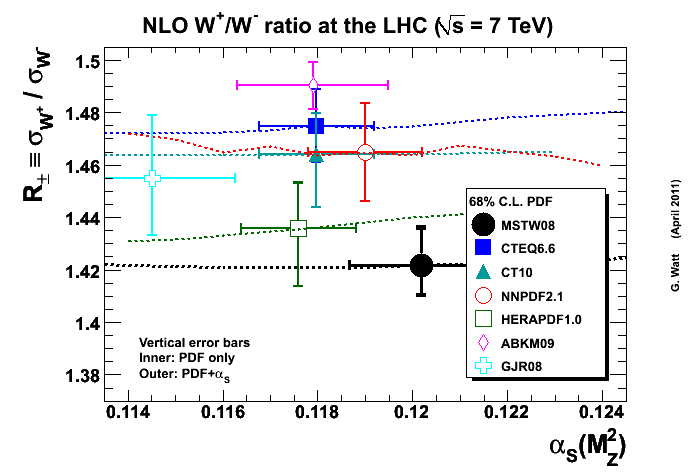 NLO W⁺/W⁻ ratio at the LHC (√s = 7 TeV)
R± ≡ σW⁺ / σW⁻
1.5
1.48
1.46
1.44
1.42
1.4
1.38
68% C.L. PDF
MSTW08
CTEQ6.6
CT10
NNPDF2.1
HERAPDF1.0
ABKM09
GJR08
Vertical error bars
Inner: PDF only
Outer: PDF+αS
0.114 0.116 0.118 0.12 0.122 0.124
αS(M²Z)
G. Watt (April 2011)